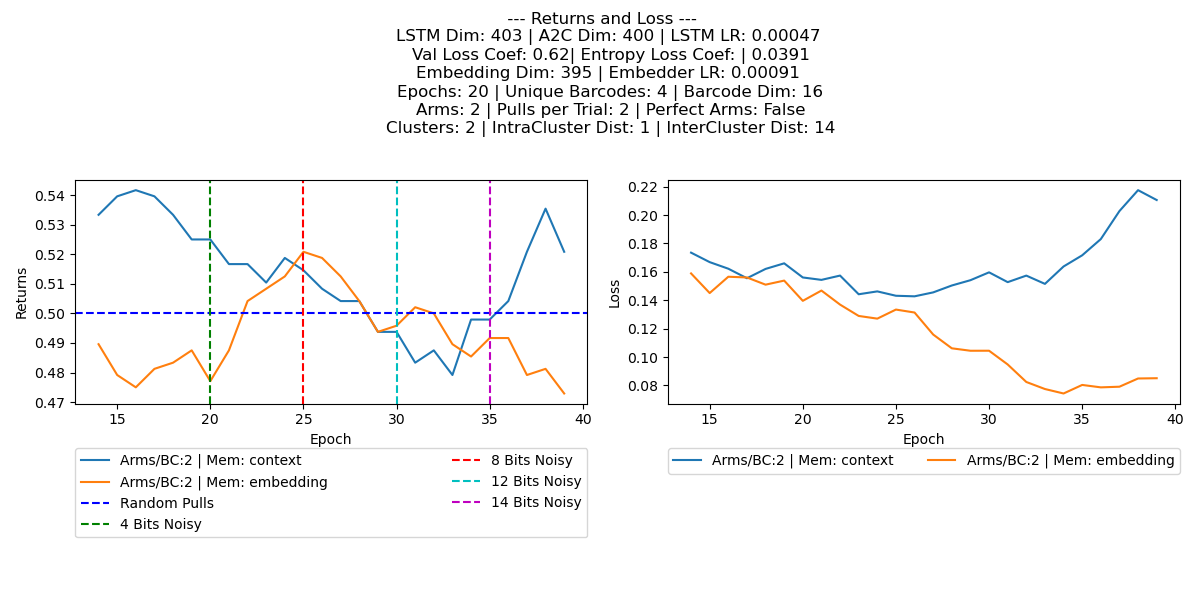 --- Returns and Loss ---
LSTM Dim: 403 | A2C Dim: 400 | LSTM LR: 0.00047
Val Loss Coef: 0.62| Entropy Loss Coef: | 0.0391
Embedding Dim: 395 | Embedder LR: 0.00091
Epochs: 20 | Unique Barcodes: 4 | Barcode Dim: 16
Arms: 2 | Pulls per Trial: 2 | Perfect Arms: False
Clusters: 2 | IntraCluster Dist: 1 | InterCluster Dist: 14
Returns
0.54
0.53
0.52
0.51
0.50
0.49
0.48
0.47
15 20 25 30 35 40
Epoch
Arms/BC:2 | Mem: context
Arms/BC:2 | Mem: embedding
Random Pulls
4 Bits Noisy
8 Bits Noisy
12 Bits Noisy
14 Bits Noisy
Loss
0.22
0.20
0.18
0.16
0.14
0.12
0.10
0.08
15 20 25 30 35 40
Epoch
Arms/BC:2 | Mem: context
Arms/BC:2 | Mem: embedding